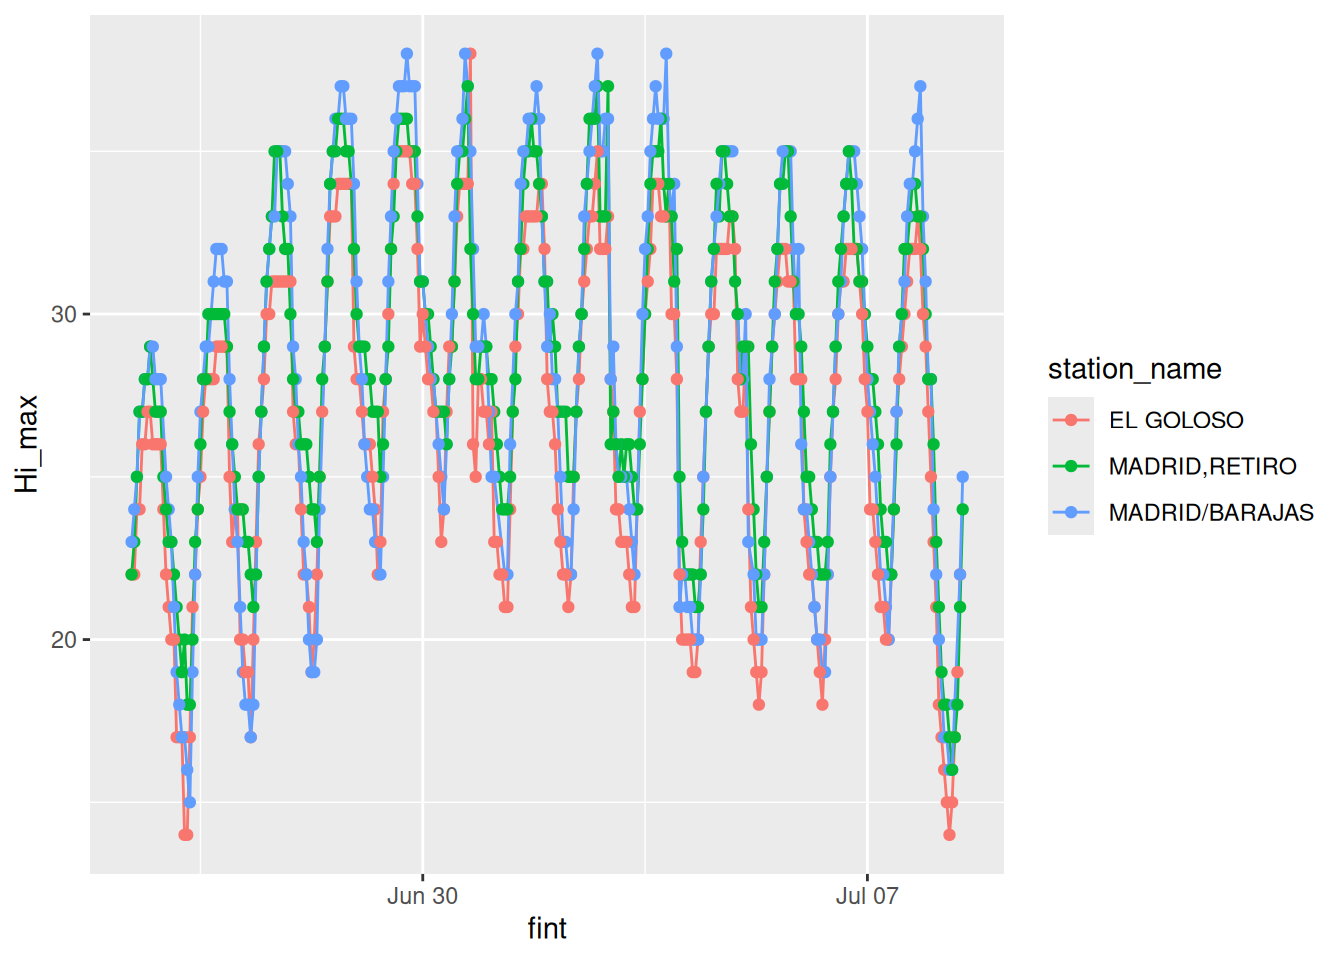 30
20
Hi_max
Jun 30
Jul 07
fint
station_name
EL GOLOSO
MADRID,RETIRO
MADRID/BARAJAS